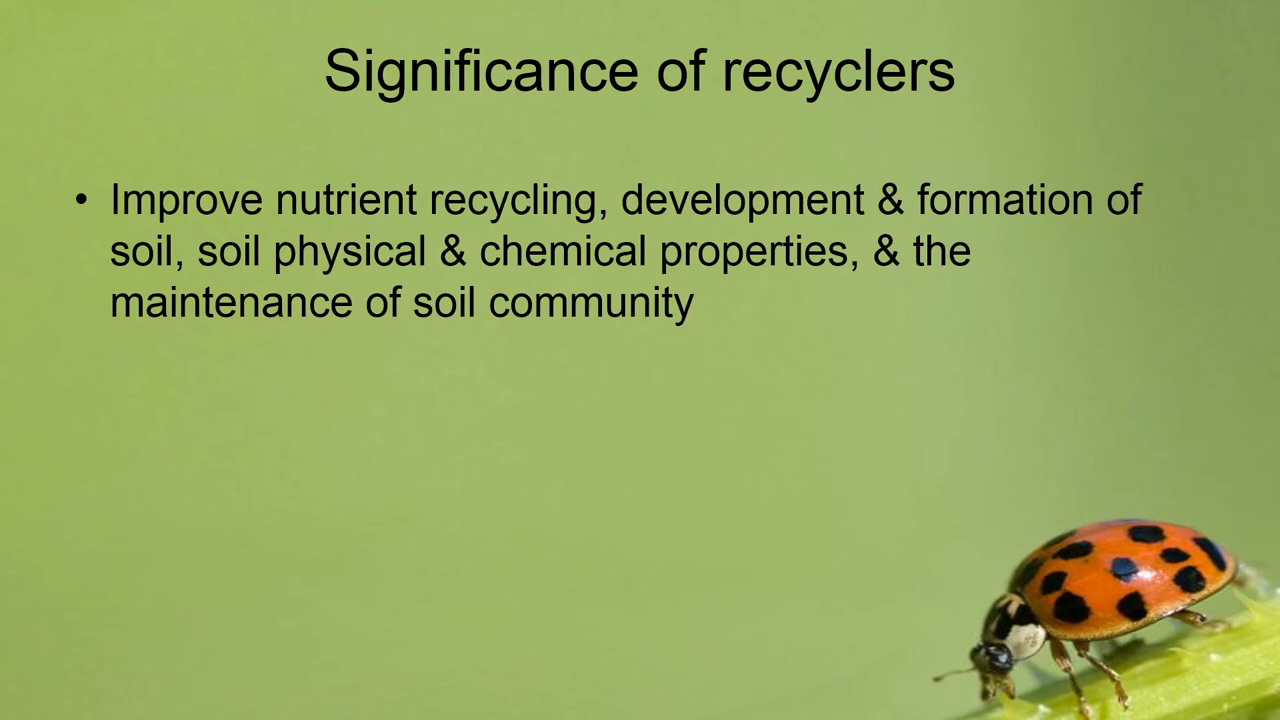 Significance of recyclers
• Improve nutrient recycling, development & formation of
soil, soil physical & chemical properties, & the
maintenance of soil community